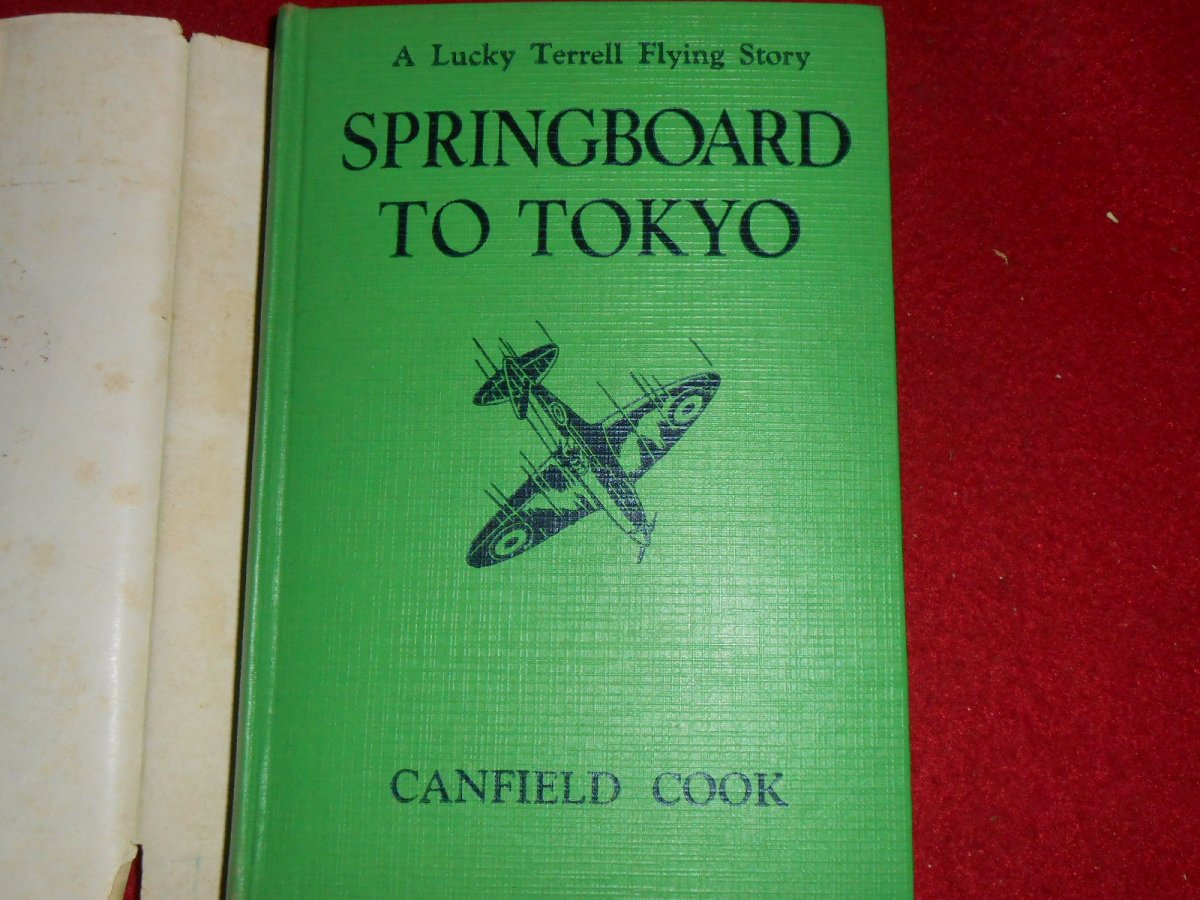 A Lucky Terrell Flying Story
SPRINGBOARD
TO TOKYO
CANFIELD COOK